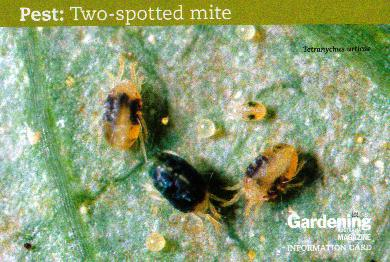 Pest: Two-spotted mite
Tetranychus urticae
Gardening
MAGAZINE
INFORMATION CARD